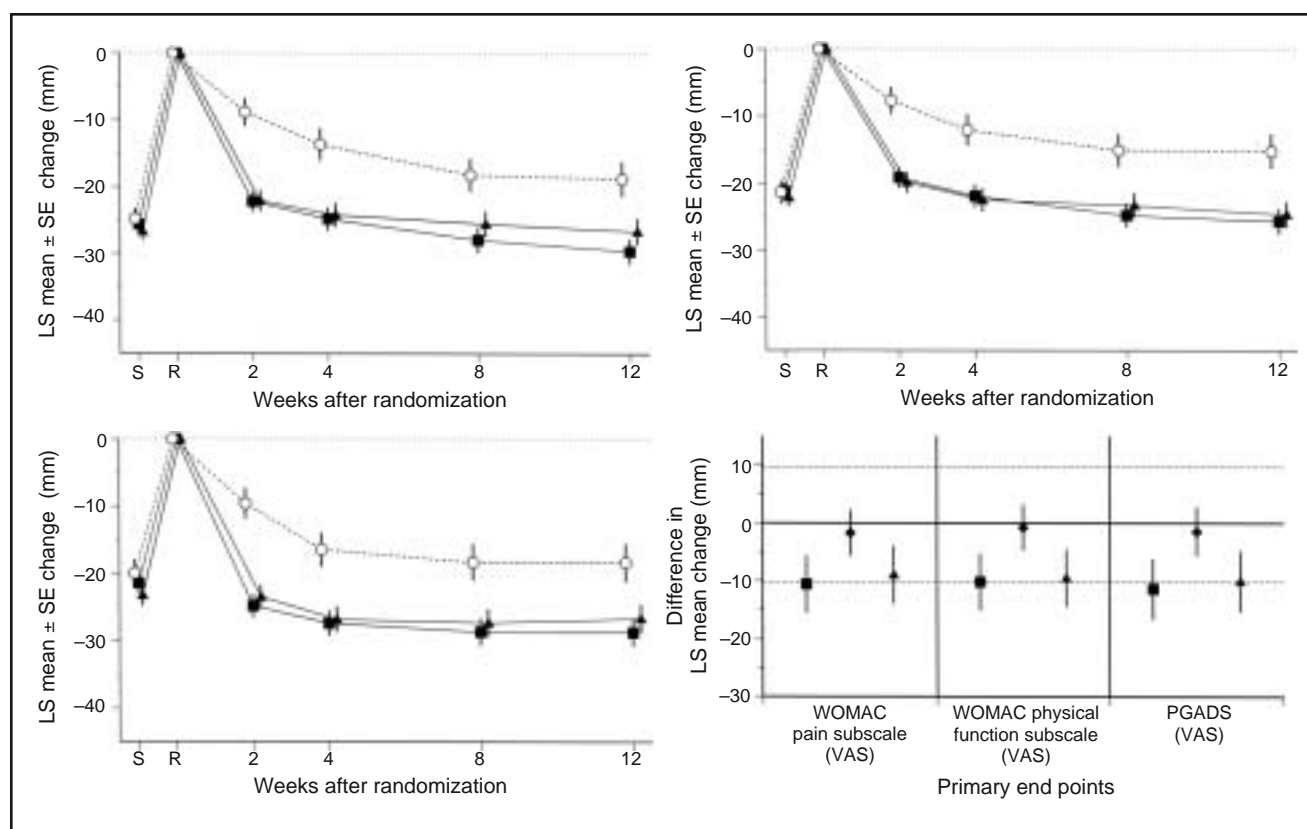 LS mean ± SE change (mm)
0
–10
–20
–30
–40
S R 2 4 8 12
Weeks after randomization
LS mean ± SE change (mm)
0
–10
–20
–30
–40
S R 2 4 8 12
Weeks after randomization
LS mean ± SE change (mm)
0
–10
–20
–30
–40
S R 2 4 8 12
Weeks after randomization
Difference in
LS mean change (mm)
10
0
–10
–20
–30
WOMAC
pain subscale
(VAS)
WOMAC physical
function subscale
(VAS)
PGADS
(VAS)
Primary end points